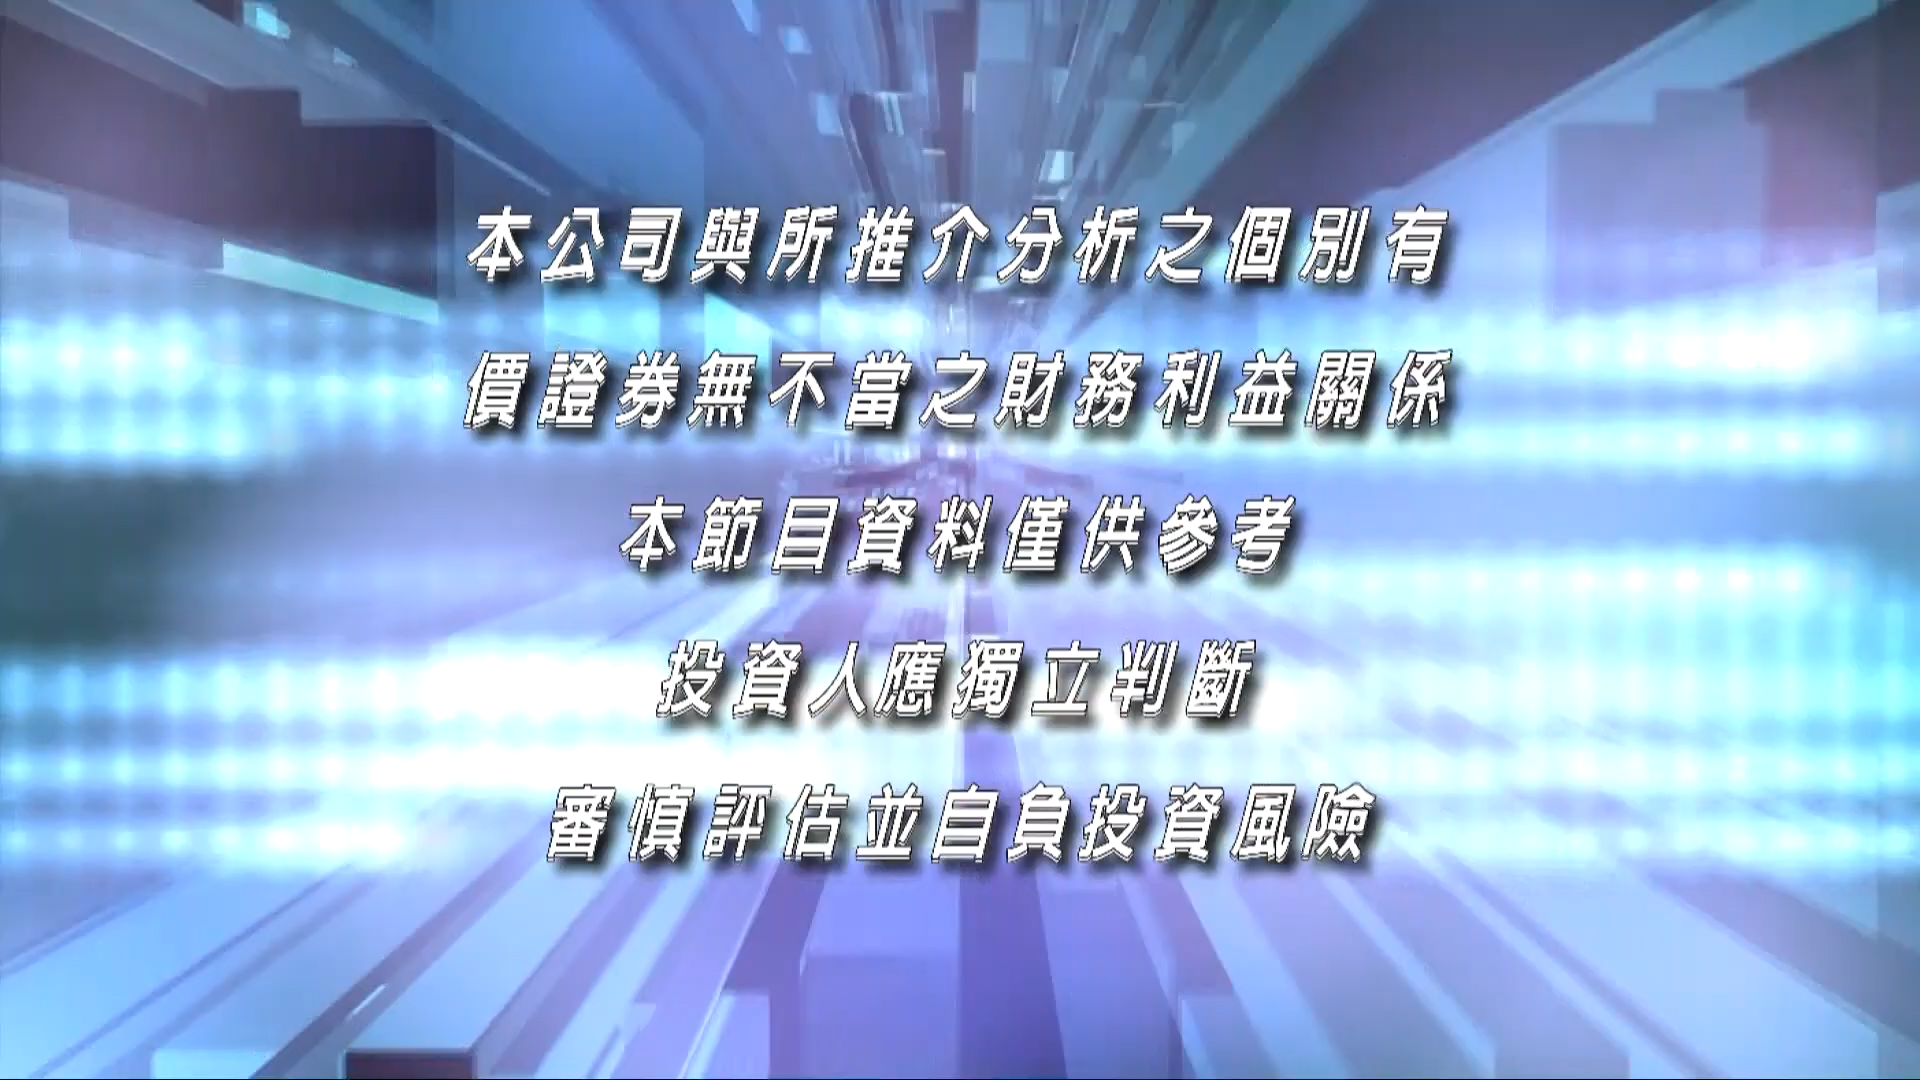 本公司與所推介分析之個別有
價證券無不當之財務利益關係
本節目資料僅供參考
投資人應獨立判斷
審慎評估並自負投資風險